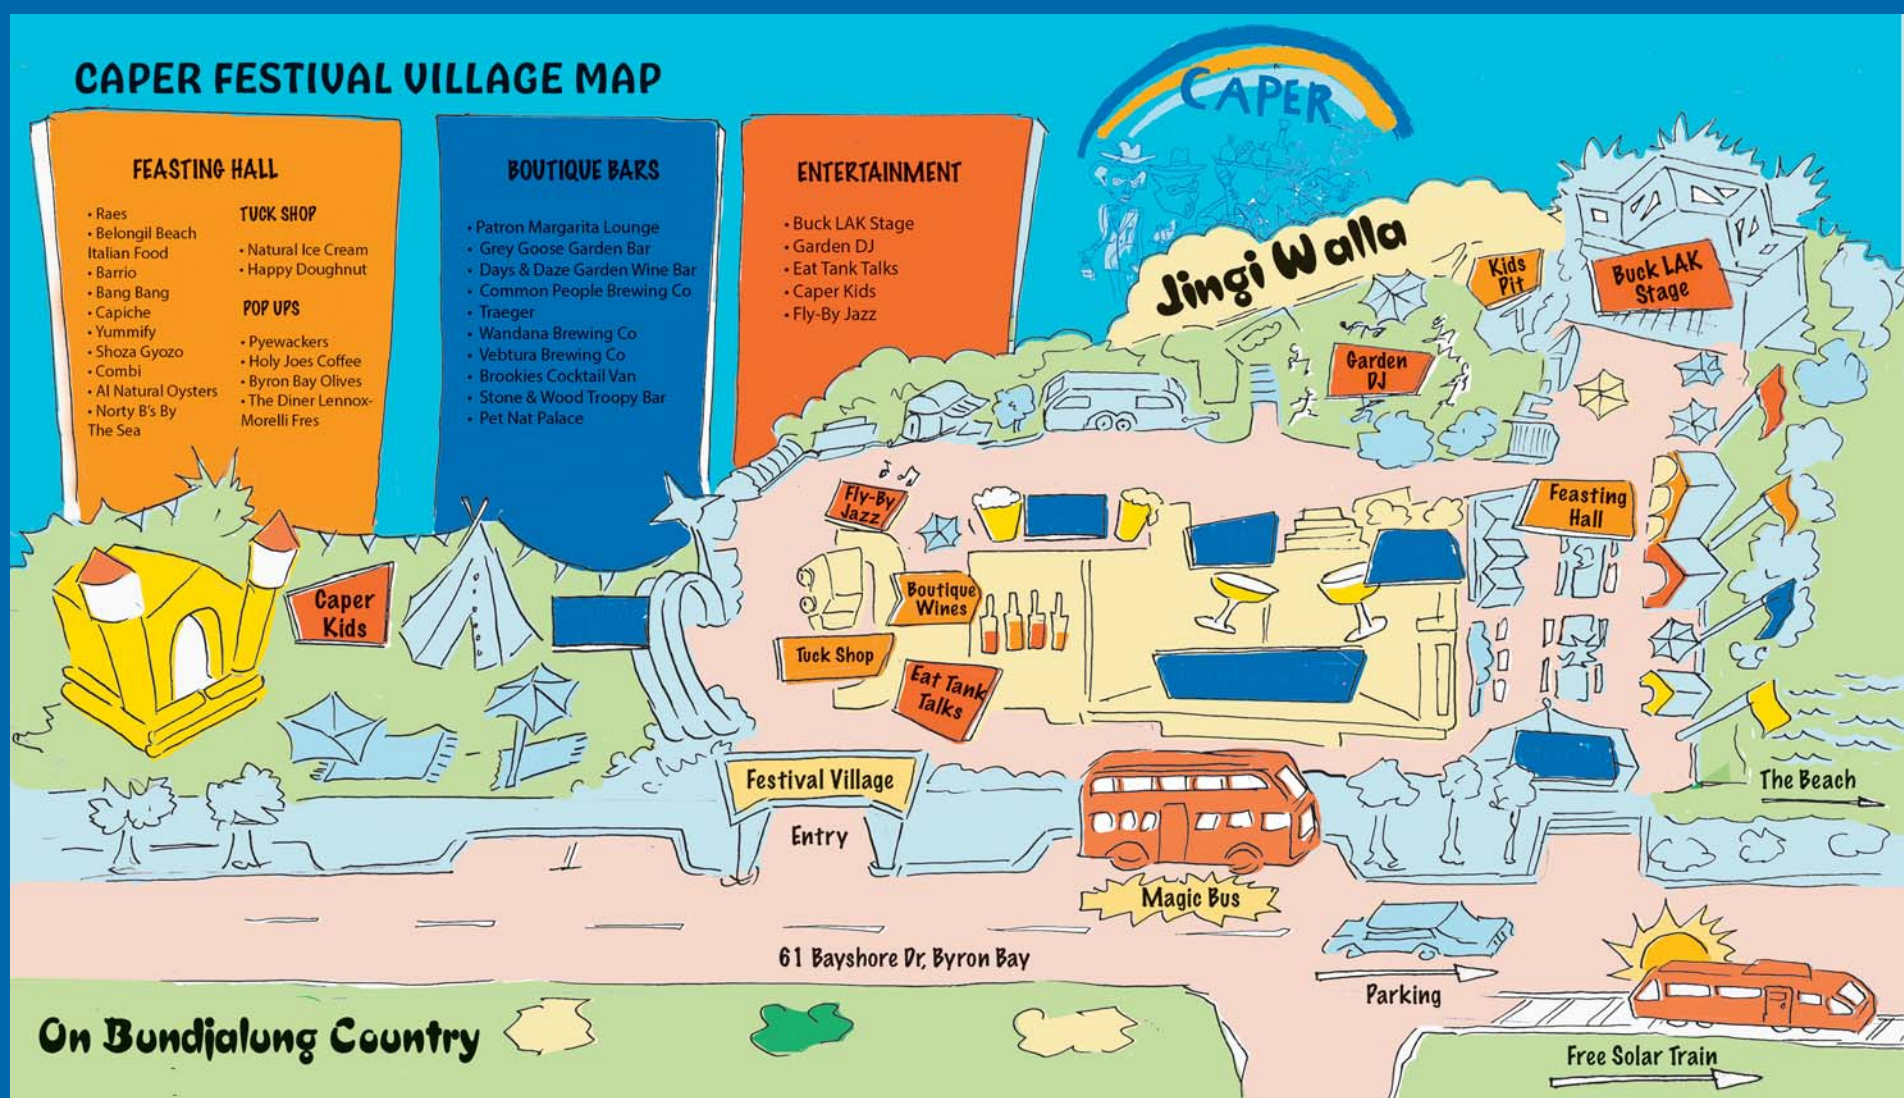 CAPER FESTIVAL VILLAGE MAP
CAPER
FEASTING HALL
• Raes
• Belongil Beach
Italian Food
• Barrio
• Bang Bang
• Capiche
• Yummify
• Shoza Gyozo
• Combi
• Al Natural Oysters
• Norty B's By
The Sea
TUCK SHOP
• Natural Ice Cream
• Happy Doughnut
POP UPS
• Pyewackers
• Holy Joes Coffee
• Byron Bay Olives
• The Diner Lennox-
Morelli Fres
BOUTIQUE BARS
• Patron Margarita Lounge
• Grey Goose Garden Bar
• Days & Daze Garden Wine Bar
• Common People Brewing Co
• Traeger
• Wandana Brewing Co
• Vebtura Brewing Co
• Brookies Cocktail Van
• Stone & Wood Troopy Bar
• Pet Nat Palace
ENTERTAINMENT
• Buck LAK Stage
• Garden DJ
• Eat Tank Talks
• Caper Kids
• Fly-By Jazz
Jingi Walla
Kids
Pit
Buck LAK
Stage
Garden
DJ
Fly-By
Jazz
Feasting
Hall
Caper
Kids
Boutique
Wines
Tuck Shop
Eat Tank
Talks
Festival Village
Entry
The Beach
Magic Bus
61 Bayshore Dr, Byron Bay
Parking
On Bundjalung Country
Free Solar Train